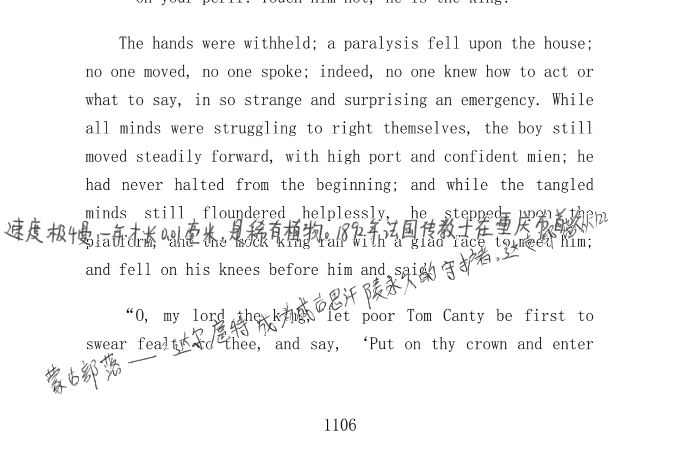 on your peril! Touch him not, he is the king!"
The hands were withheld; a paralysis fell upon the house;
no one moved, no one spoke; indeed, no one knew how to act or
what to say, in so strange and surprising an emergency. While
all minds were struggling to right themselves, the boy still
moved steadily forward, with high port and confident mien; he
had never halted from the beginning; and while the tangled
minds still floundered helplessly, he stepped upon the
速度极慢,一年才长0.01毫米,是稀有植物。1892年法国传教士在重庆市首次
platform, and the mock king ran with a glad face to meet him;
and fell on his knees before him and said
“O, my lord the king, let poor Tom Canty be first to
swear fealty to thee, and say, ‘Put on thy crown and enter
蒙古部落——达尔扈特成为成吉思汗陵永久的守护者。
1106